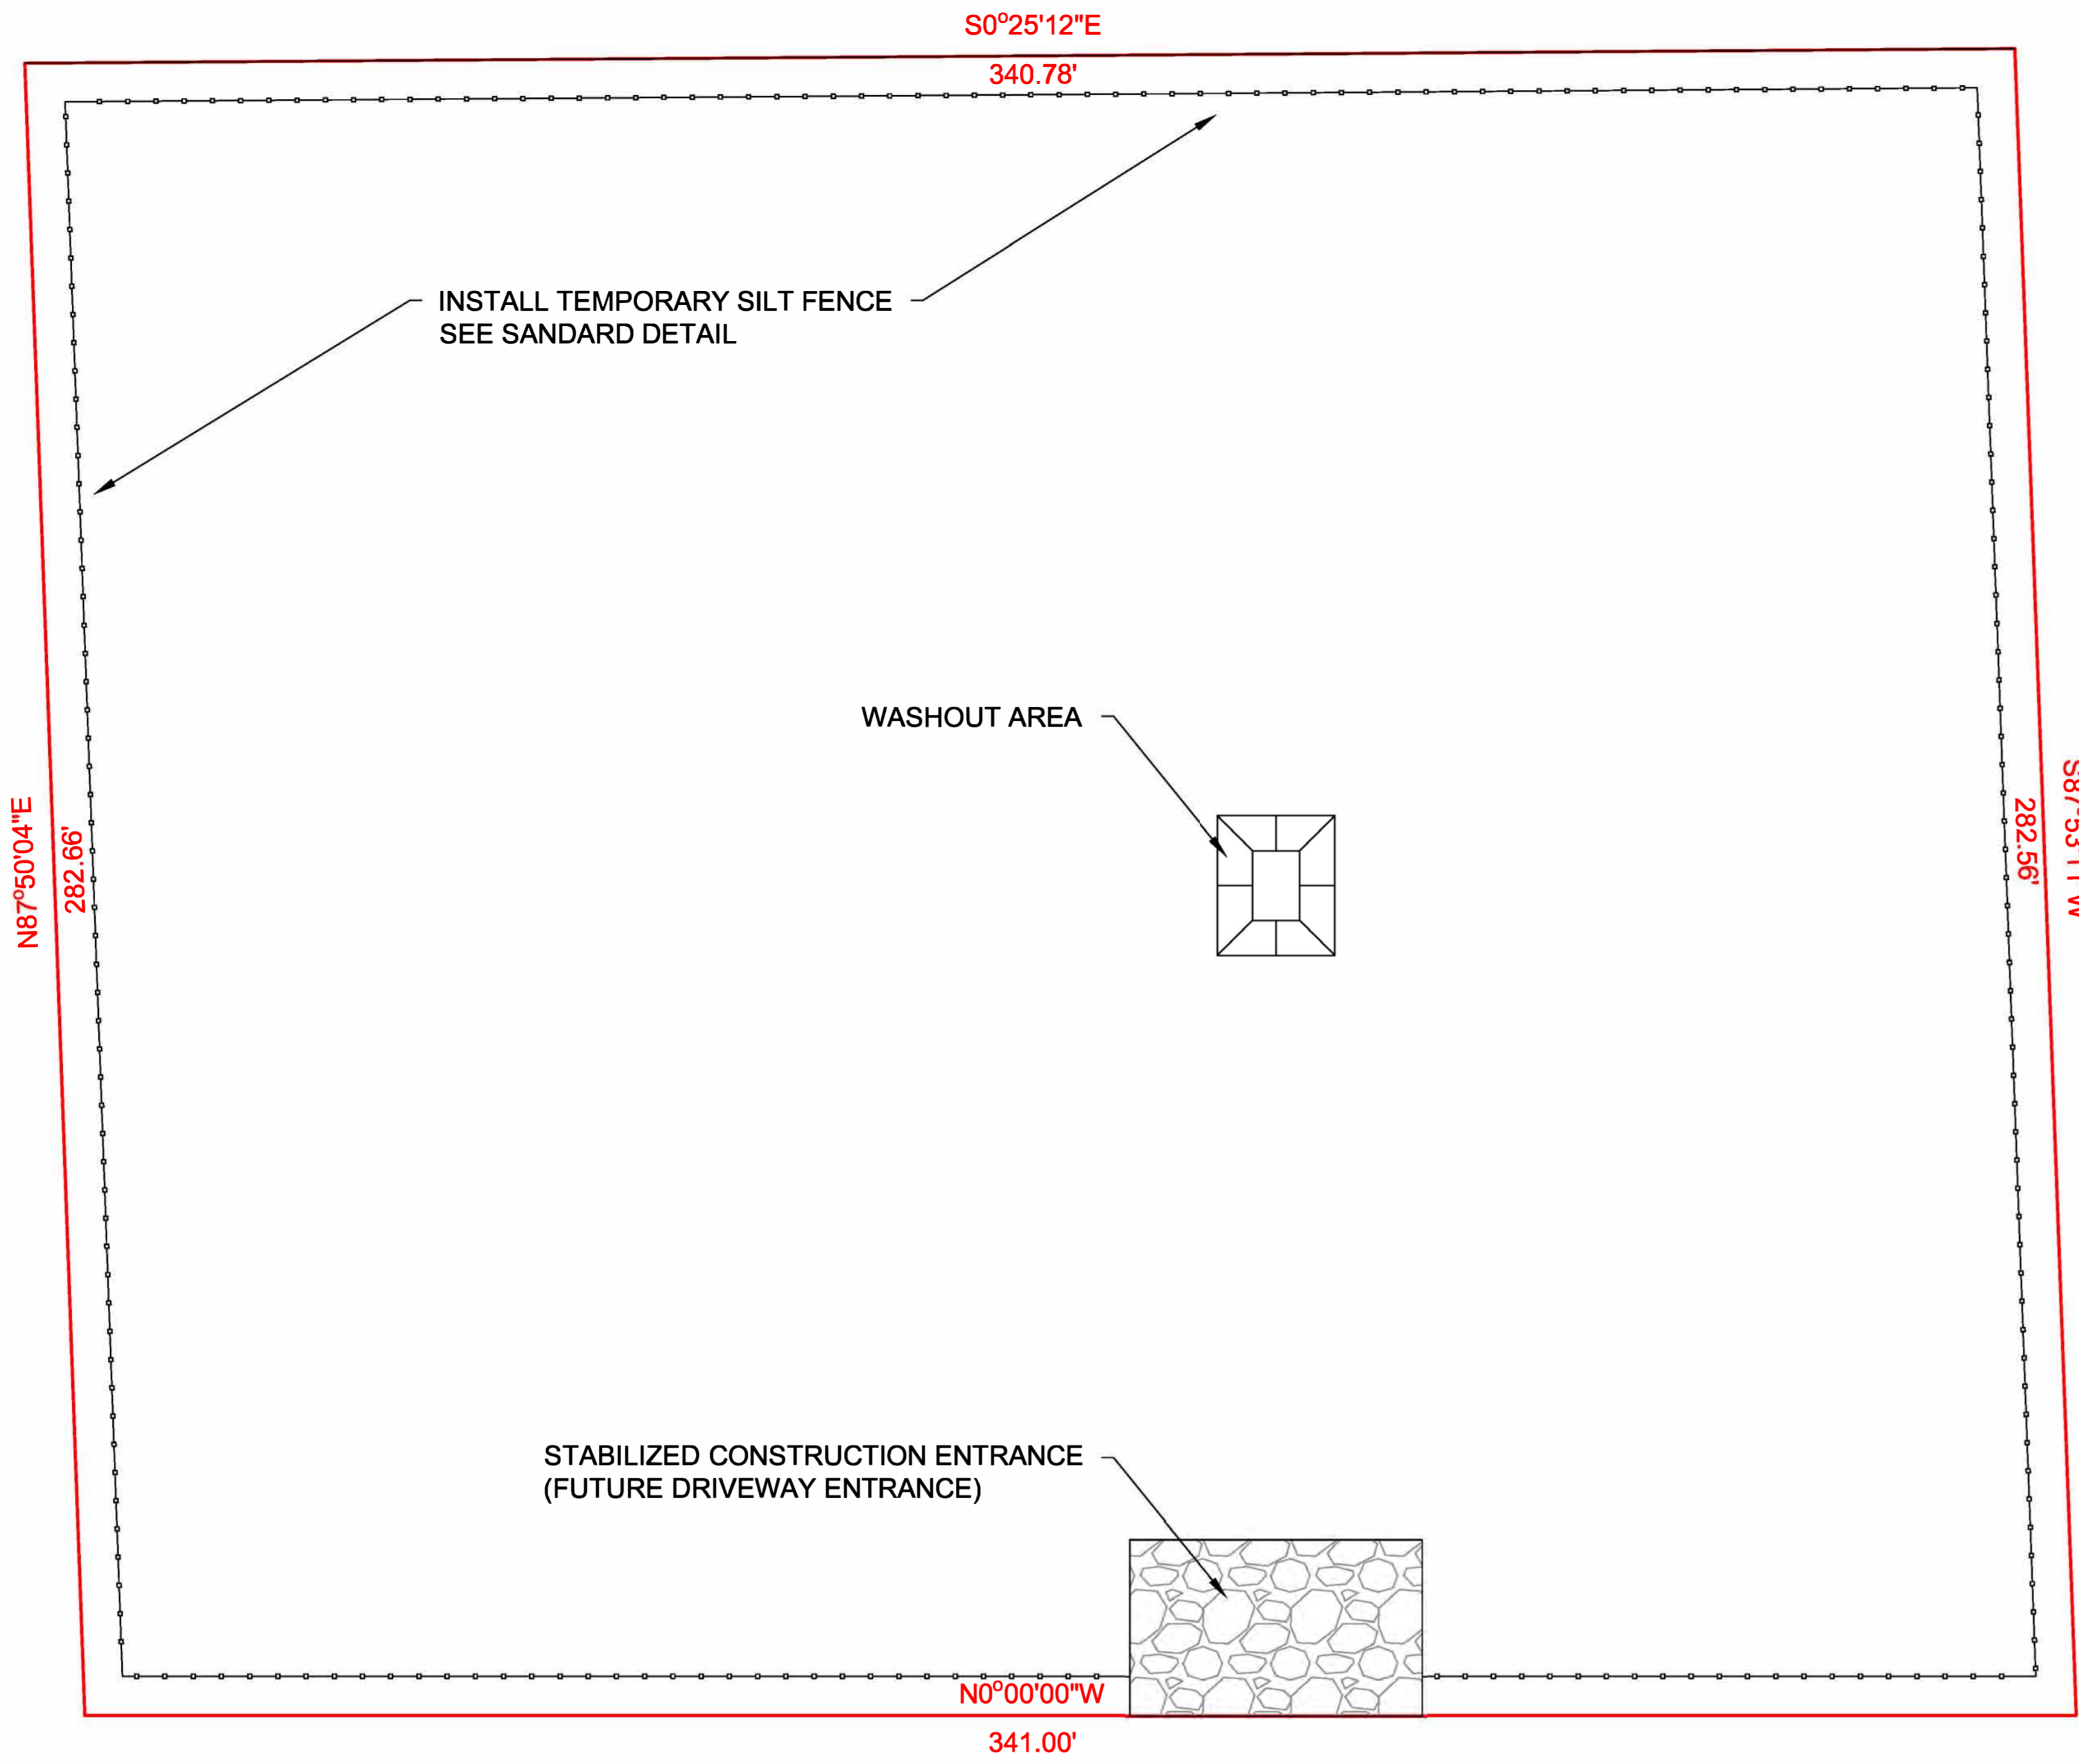 S0°25'12"E
340.78'
INSTALL TEMPORARY SILT FENCE
SEE SANDARD DETAIL
WASHOUT AREA
N87°50'04"E
282.66'
282.56'
STABILIZED CONSTRUCTION ENTRANCE
(FUTURE DRIVEWAY ENTRANCE)
N0°00'00"W
341.00'